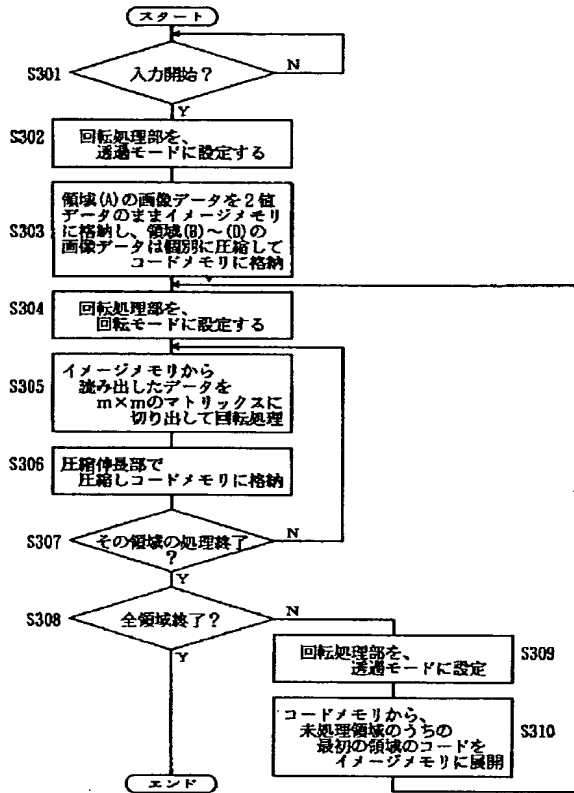 スタート
S301
入力開始?
N
Y
S302
回転処理部を、
透過モードに設定する
S303
領域(A)の画像データを2値
データのままイメージメモリ
に格納し、領域(B)~(D)の
画像データは個別に圧縮して
コードメモリに格納
S304
回転処理部を、
回転モードに設定する
S305
イメージメモリから
読み出したデータを
m×mのマトリックスに
切り出して回転処理
S306
圧縮伸長部で
圧縮しコードメモリに格納
S307
その領域の処理終了
?
N
Y
S308
全領域終了?
N
Y
回転処理部を、
透過モードに設定
S309
コードメモリから、
未処理領域のうちの
最初の領域のコードを
イメージメモリに展開
S310
エンド